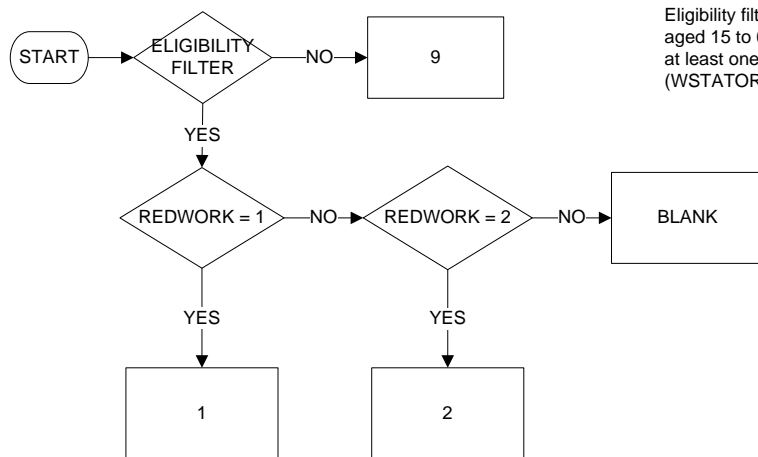 Eligibility
aged 15 to
at least one
(WSTATOR
START
ELIGIBILITY
FILTER
NO
9
YES
REDWORK = 1
NO
REDWORK = 2
NO
BLANK
YES
YES
1
2